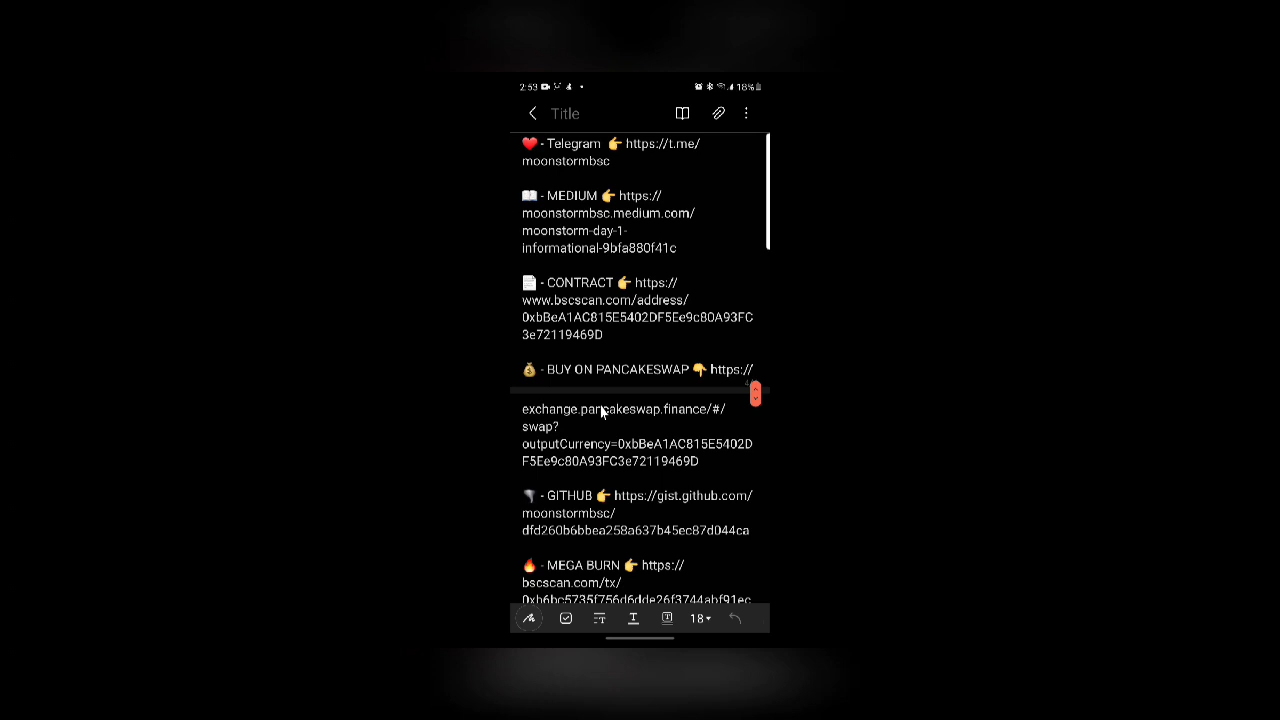 2:53 18%
Title
❤️ - Telegram 👉 https://t.me/
moonstormbsc
📖 - MEDIUM 👉 https://
moonstormbsc.medium.com/
moonstorm-day-1-
informational-9bfa880f41c
📄 - CONTRACT 👉 https://
www.bscscan.com/address/
0xbBeA1AC815E5402DF5Ee9c80A93FC
3e72119469D
💰 - BUY ON PANCAKESWAP 👇 https://
exchange.pancakeswap.finance/#/
swap?
outputCurrency=0xbBeA1AC815E5402D
F5Ee9c80A93FC3e72119469D
🌪 - GITHUB 👉 https://gist.github.com/
moonstormbsc/
dfd260b6bbea258a637b45ec87d044ca
🔥 - MEGA BURN 👉 https://
bscscan.com/tx/
0xb6bc5735f756d6dde26f3744abf91ec
18